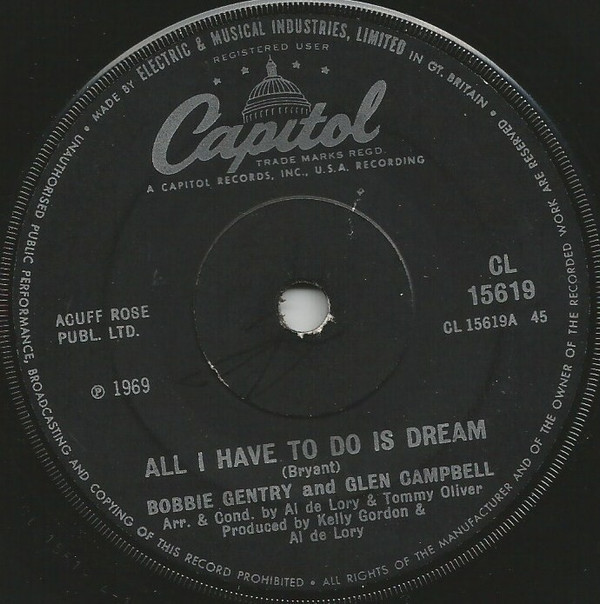 MADE BY ELECTRIC & MUSICAL INDUSTRIES, LIMITED IN GT. BRITAIN •
REGISTERED USER
Capitol
TRADE MARKS REGD.
A CAPITOL RECORDS, INC., U.S.A. RECORDING
CL
15619
CL 15619A 45
ACUFF ROSE
PUBL. LTD.
℗ 1969
ALL I HAVE TO DO IS DREAM
(Bryant)
BOBBIE GENTRY and GLEN CAMPBELL
Arr. & Cond. by Al de Lory & Tommy Oliver
Produced by Kelly Gordon &
Al de Lory
UNAUTHORISED PUBLIC PERFORMANCE, BROADCASTING AND COPYING OF THIS RECORD PROHIBITED • ALL RIGHTS OF THE MANUFACTURER AND OF THE OWNER OF THE RECORDED WORK ARE RESERVED •